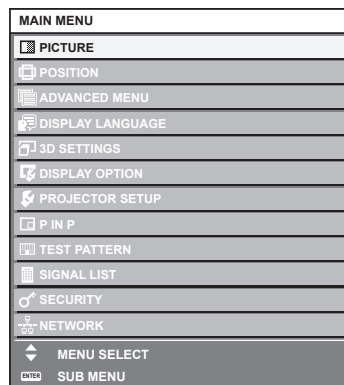 MAIN MENU
PICTURE
POSITION
ADVANCED MENU
DISPLAY LANGUAGE
3D SETTINGS
DISPLAY OPTION
PROJECTOR SETUP
P IN P
TEST PATTERN
SIGNAL LIST
SECURITY
NETWORK
MENU SELECT
ENTER SUB MENU